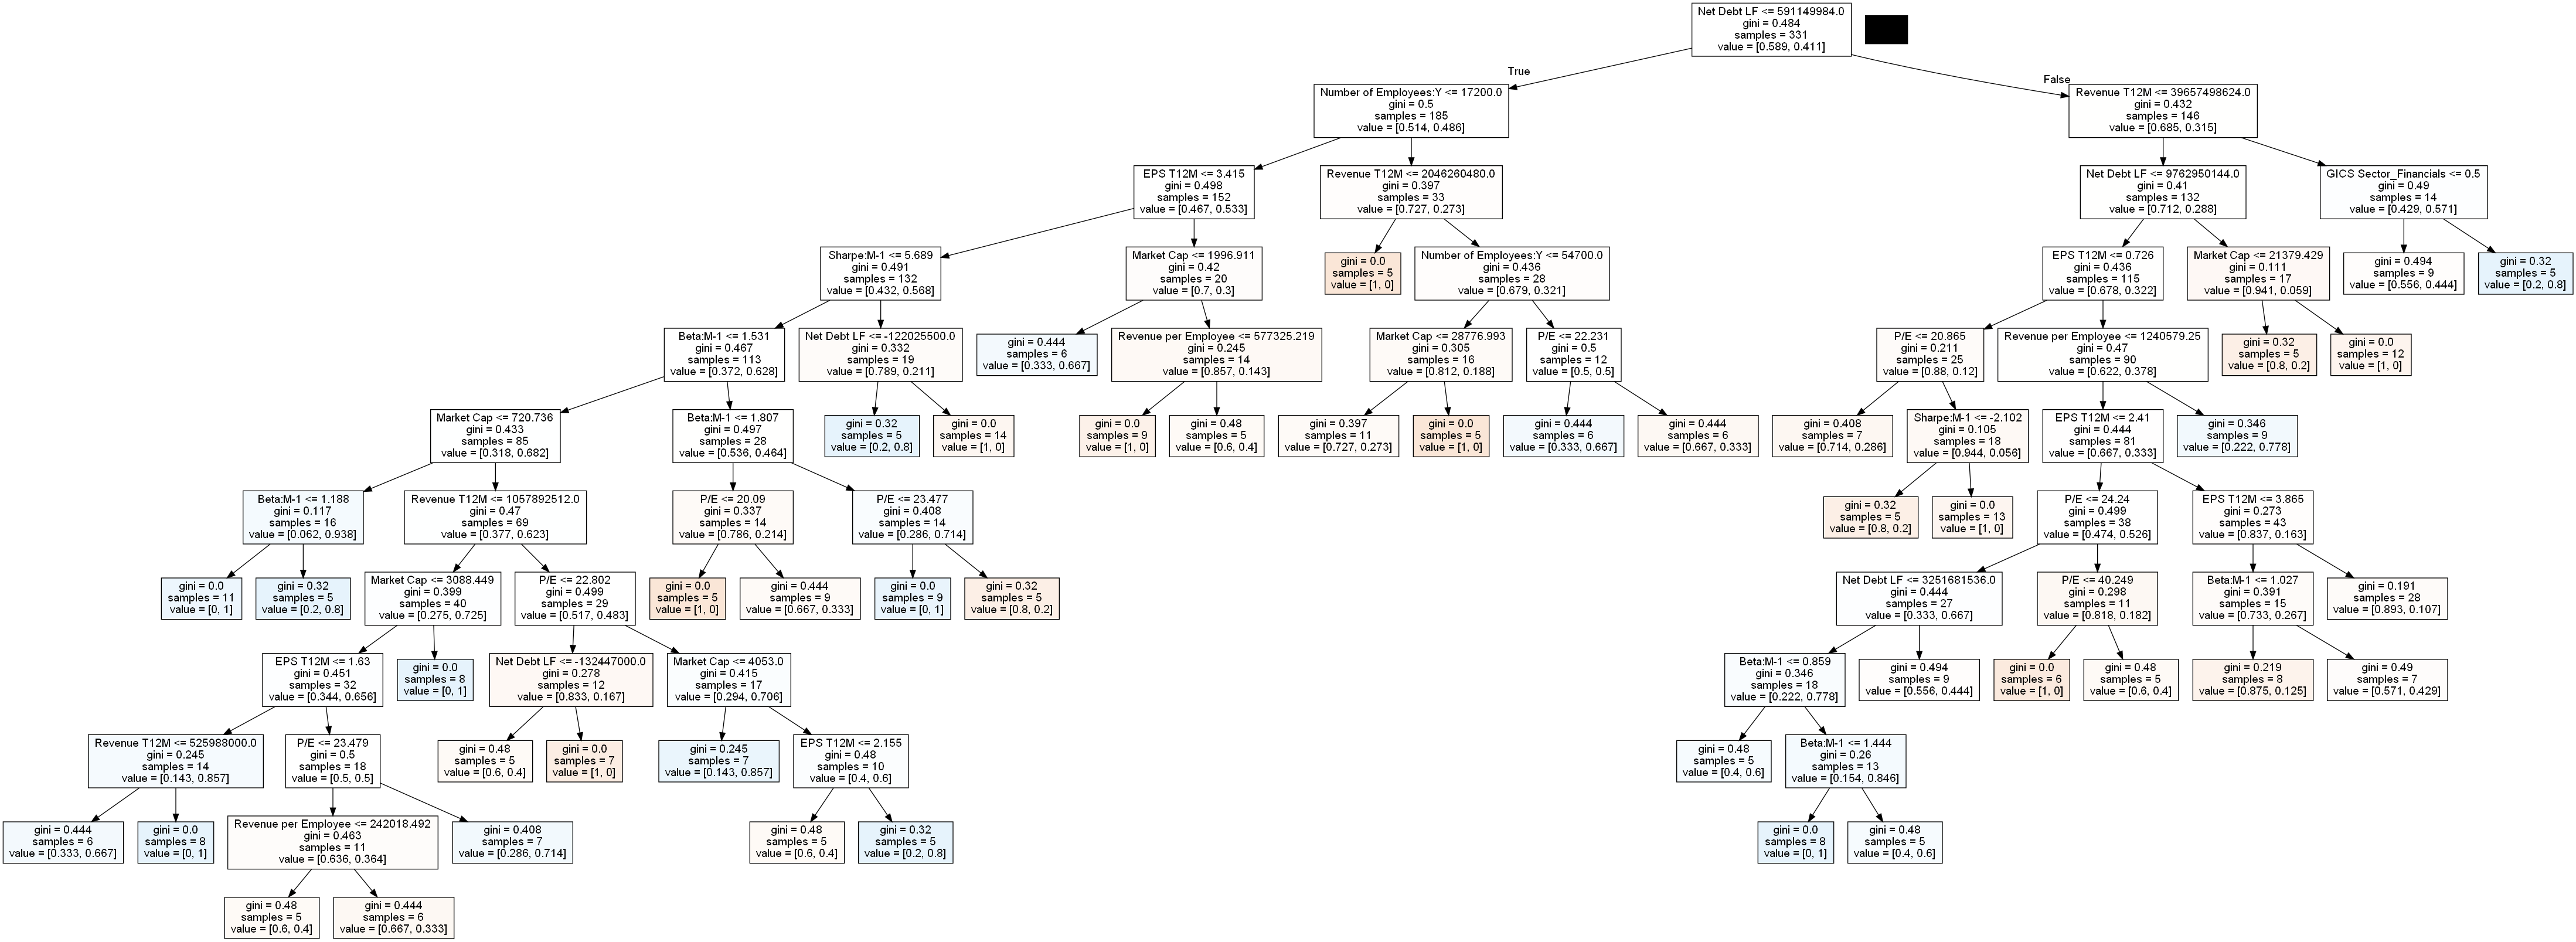 Net Debt LF <= 591149984.0
gini = 0.484
samples = 331
value = [0.589, 0.411]
True
False
Number of Employees:Y <= 17200.0
gini = 0.5
samples = 185
value = [0.514, 0.486]
Revenue T12M <= 39657498624.0
gini = 0.432
samples = 146
value = [0.685, 0.315]
EPS T12M <= 3.415
gini = 0.498
samples = 152
value = [0.467, 0.533]
Revenue T12M <= 2046260480.0
gini = 0.397
samples = 33
value = [0.727, 0.273]
Net Debt LF <= 9762950144.0
gini = 0.41
samples = 132
value = [0.712, 0.288]
GICS Sector_Financials <= 0.5
gini = 0.49
samples = 14
value = [0.429, 0.571]
Sharpe:M-1 <= 5.689
gini = 0.491
samples = 132
value = [0.432, 0.568]
Market Cap <= 1996.911
gini = 0.42
samples = 20
value = [0.7, 0.3]
gini = 0.0
samples = 5
value = [1, 0]
Number of Employees:Y <= 54700.0
gini = 0.436
samples = 28
value = [0.679, 0.321]
EPS T12M <= 0.726
gini = 0.436
samples = 115
value = [0.678, 0.322]
Market Cap <= 21379.429
gini = 0.111
samples = 17
value = [0.941, 0.059]
gini = 0.494
samples = 9
value = [0.556, 0.444]
gini = 0.32
samples = 5
value = [0.2, 0.8]
Beta:M-1 <= 1.531
gini = 0.467
samples = 113
value = [0.372, 0.628]
Net Debt LF <= -122025500.0
gini = 0.332
samples = 19
value = [0.789, 0.211]
gini = 0.444
samples = 6
value = [0.333, 0.667]
Revenue per Employee <= 577325.219
gini = 0.245
samples = 14
value = [0.857, 0.143]
Market Cap <= 28776.993
gini = 0.305
samples = 16
value = [0.812, 0.188]
P/E <= 22.231
gini = 0.5
samples = 12
value = [0.5, 0.5]
P/E <= 20.865
gini = 0.211
samples = 25
value = [0.88, 0.12]
Revenue per Employee <= 1240579.25
gini = 0.47
samples = 90
value = [0.622, 0.378]
gini = 0.32
samples = 5
value = [0.8, 0.2]
gini = 0.0
samples = 12
value = [1, 0]
Market Cap <= 720.736
gini = 0.433
samples = 85
value = [0.318, 0.682]
Beta:M-1 <= 1.807
gini = 0.497
samples = 28
value = [0.536, 0.464]
gini = 0.32
samples = 5
value = [0.2, 0.8]
gini = 0.0
samples = 14
value = [1, 0]
gini = 0.0
samples = 9
value = [1, 0]
gini = 0.48
samples = 5
value = [0.6, 0.4]
gini = 0.397
samples = 11
value = [0.727, 0.273]
gini = 0.0
samples = 5
value = [1, 0]
gini = 0.444
samples = 6
value = [0.333, 0.667]
gini = 0.444
samples = 6
value = [0.667, 0.333]
gini = 0.408
samples = 7
value = [0.714, 0.286]
Sharpe:M-1 <= -2.102
gini = 0.105
samples = 18
value = [0.944, 0.056]
EPS T12M <= 2.41
gini = 0.444
samples = 81
value = [0.667, 0.333]
gini = 0.346
samples = 9
value = [0.222, 0.778]
Beta:M-1 <= 1.188
gini = 0.117
samples = 16
value = [0.062, 0.938]
Revenue T12M <= 1057892512.0
gini = 0.47
samples = 69
value = [0.377, 0.623]
P/E <= 20.09
gini = 0.337
samples = 14
value = [0.786, 0.214]
P/E <= 23.477
gini = 0.408
samples = 14
value = [0.286, 0.714]
gini = 0.32
samples = 5
value = [0.8, 0.2]
gini = 0.0
samples = 13
value = [1, 0]
P/E <= 24.24
gini = 0.499
samples = 38
value = [0.474, 0.526]
EPS T12M <= 3.865
gini = 0.273
samples = 43
value = [0.837, 0.163]
gini = 0.0
samples = 11
value = [0, 1]
gini = 0.32
samples = 5
value = [0.2, 0.8]
Market Cap <= 3088.449
gini = 0.399
samples = 40
value = [0.275, 0.725]
P/E <= 22.802
gini = 0.499
samples = 29
value = [0.517, 0.483]
gini = 0.0
samples = 5
value = [1, 0]
gini = 0.444
samples = 9
value = [0.667, 0.333]
gini = 0.0
samples = 9
value = [0, 1]
gini = 0.32
samples = 5
value = [0.8, 0.2]
Net Debt LF <= 3251681536.0
gini = 0.444
samples = 27
value = [0.333, 0.667]
P/E <= 40.249
gini = 0.298
samples = 11
value = [0.818, 0.182]
Beta:M-1 <= 1.027
gini = 0.391
samples = 15
value = [0.733, 0.267]
gini = 0.191
samples = 28
value = [0.893, 0.107]
EPS T12M <= 1.63
gini = 0.451
samples = 32
value = [0.344, 0.656]
gini = 0.0
samples = 8
value = [0, 1]
Net Debt LF <= -132447000.0
gini = 0.278
samples = 12
value = [0.833, 0.167]
Market Cap <= 4053.0
gini = 0.415
samples = 17
value = [0.294, 0.706]
Beta:M-1 <= 0.859
gini = 0.346
samples = 18
value = [0.222, 0.778]
gini = 0.494
samples = 9
value = [0.556, 0.444]
gini = 0.0
samples = 6
value = [1, 0]
gini = 0.48
samples = 5
value = [0.6, 0.4]
gini = 0.219
samples = 8
value = [0.875, 0.125]
gini = 0.49
samples = 7
value = [0.571, 0.429]
Revenue T12M <= 525988000.0
gini = 0.245
samples = 14
value = [0.143, 0.857]
P/E <= 23.479
gini = 0.5
samples = 18
value = [0.5, 0.5]
gini = 0.48
samples = 5
value = [0.6, 0.4]
gini = 0.0
samples = 7
value = [1, 0]
gini = 0.245
samples = 7
value = [0.143, 0.857]
EPS T12M <= 2.155
gini = 0.48
samples = 10
value = [0.4, 0.6]
gini = 0.48
samples = 5
value = [0.4, 0.6]
Beta:M-1 <= 1.444
gini = 0.26
samples = 13
value = [0.154, 0.846]
gini = 0.444
samples = 6
value = [0.333, 0.667]
gini = 0.0
samples = 8
value = [0, 1]
Revenue per Employee <= 242018.492
gini = 0.463
samples = 11
value = [0.636, 0.364]
gini = 0.408
samples = 7
value = [0.286, 0.714]
gini = 0.48
samples = 5
value = [0.6, 0.4]
gini = 0.32
samples = 5
value = [0.2, 0.8]
gini = 0.0
samples = 8
value = [0, 1]
gini = 0.48
samples = 5
value = [0.4, 0.6]
gini = 0.48
samples = 5
value = [0.6, 0.4]
gini = 0.444
samples = 6
value = [0.667, 0.333]